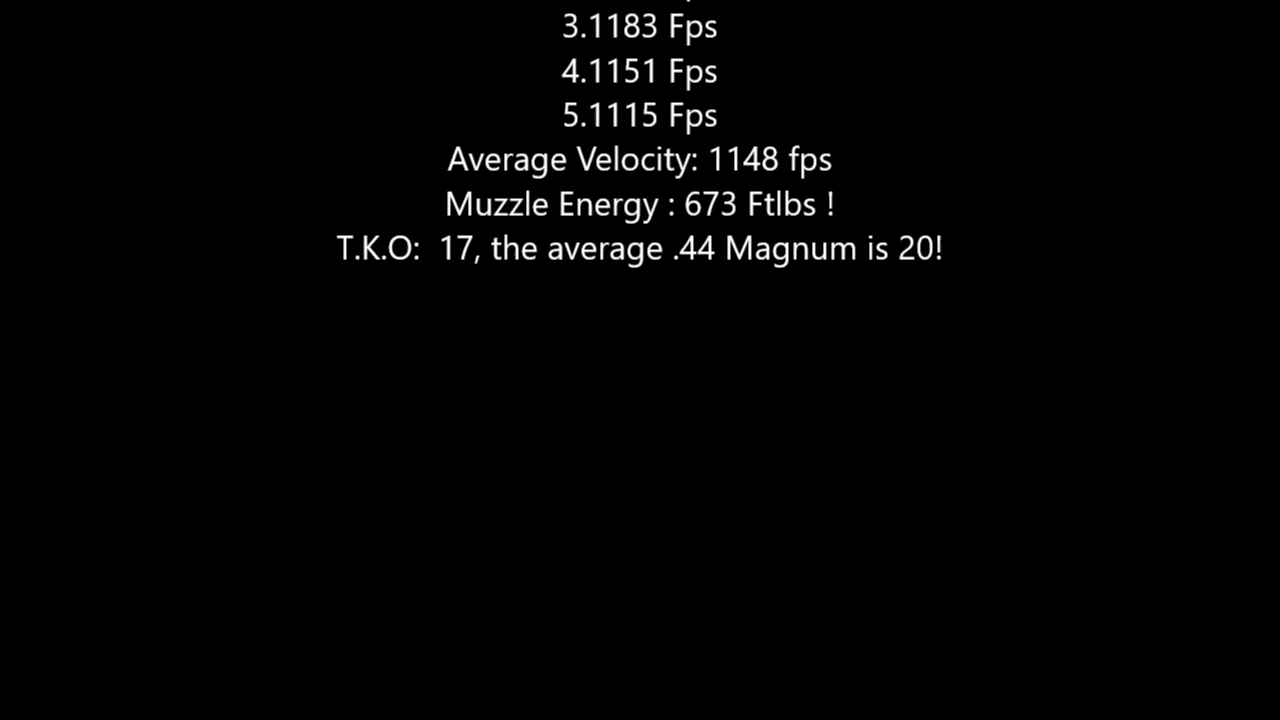 3.1183 Fps
4.1151 Fps
5.1115 Fps
Average Velocity: 1148 fps
Muzzle Energy : 673 Ftlbs !
T.K.O:  17, the average .44 Magnum is 20!